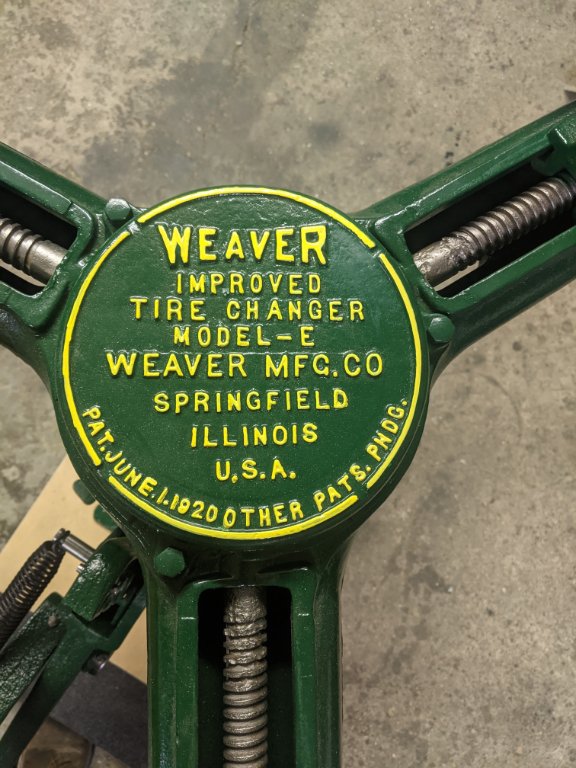 WEAVER
IMPROVED
TIRE CHANGER
MODEL-E
WEAVER MFG.CO
SPRINGFIELD
ILLINOIS
U.S.A.
PAT. JUNE.1.1920 OTHER PATS. PNDG.